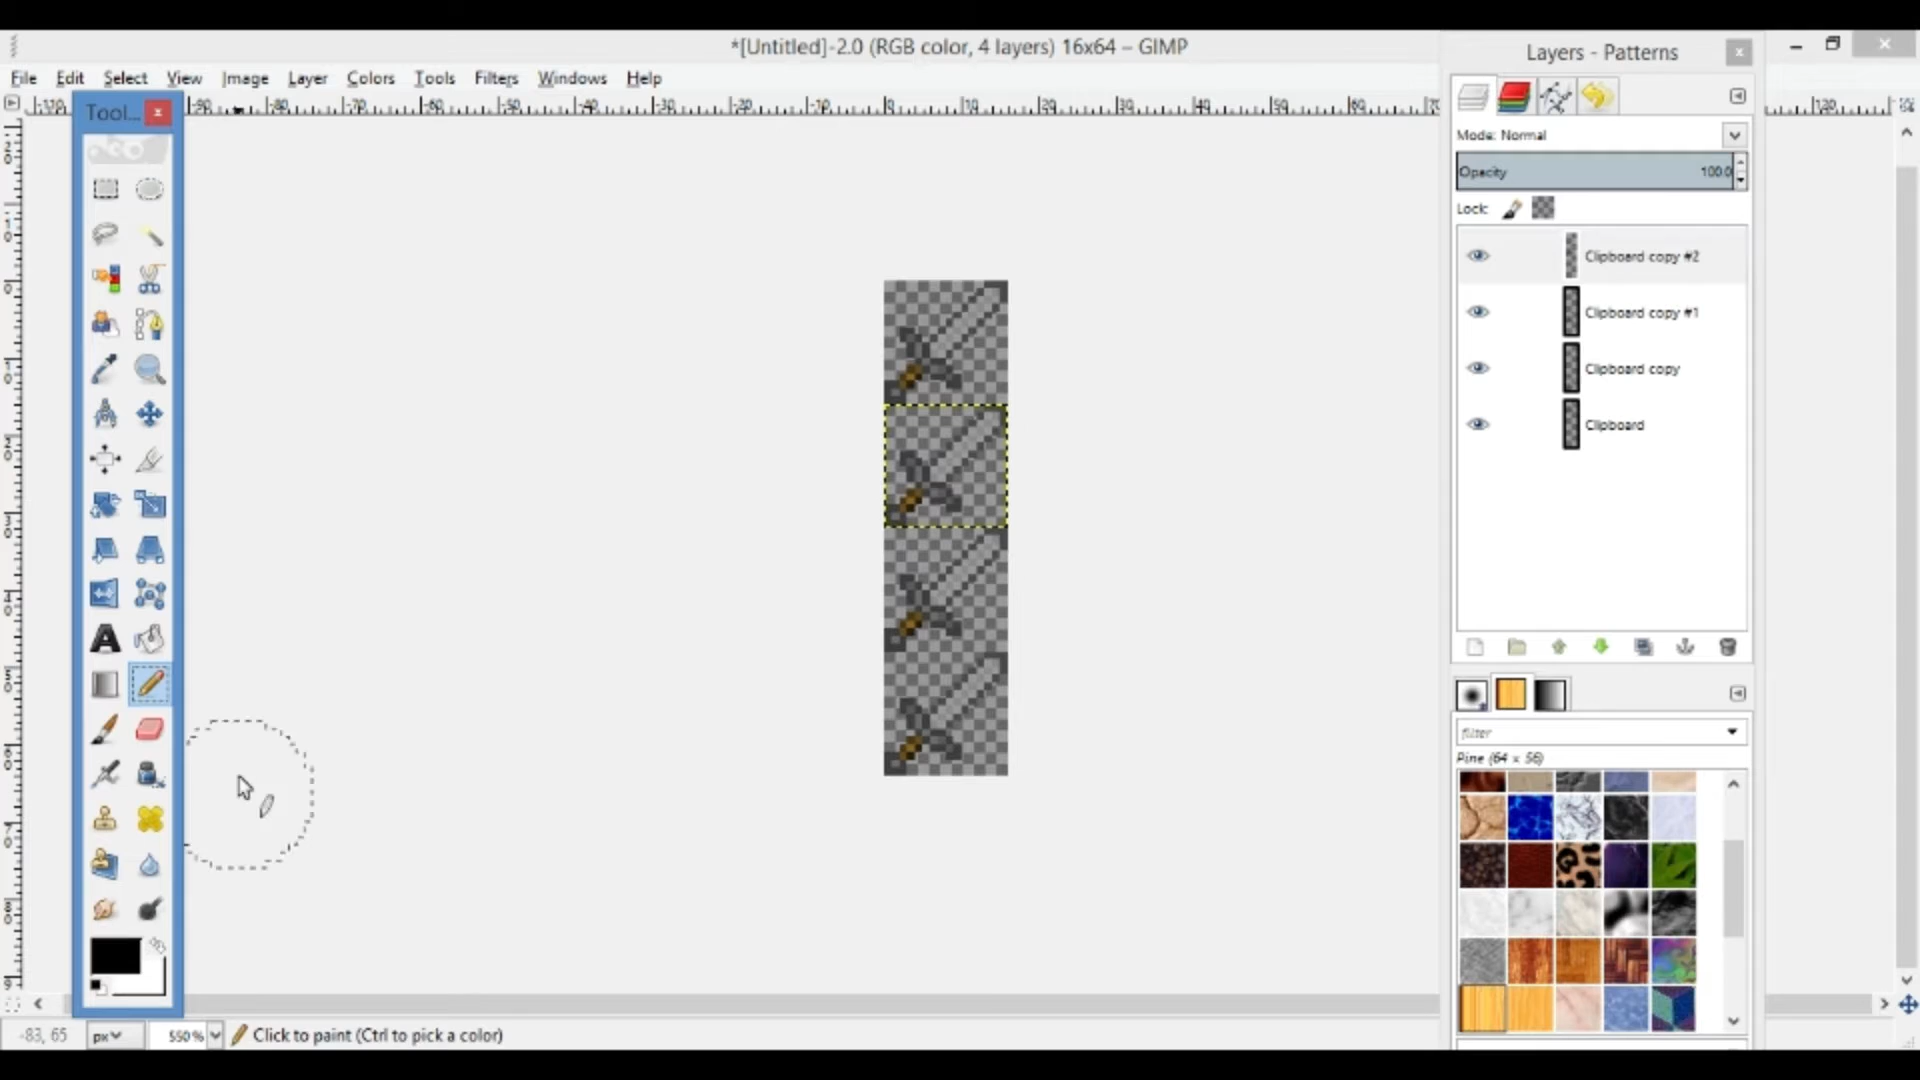 *[Untitled]-2.0 (RGB color, 4 layers) 16x64 – GIMP
File Edit Select View Image Layer Colors Tools Filters Windows Help
Tool...
Layers - Patterns
Mode: Normal
Opacity 100.0
Lock:
Clipboard copy #2
Clipboard copy #1
Clipboard copy
Clipboard
filter
Pine (64 x 56)
-83, 65 px 550% Click to paint (Ctrl to pick a color)